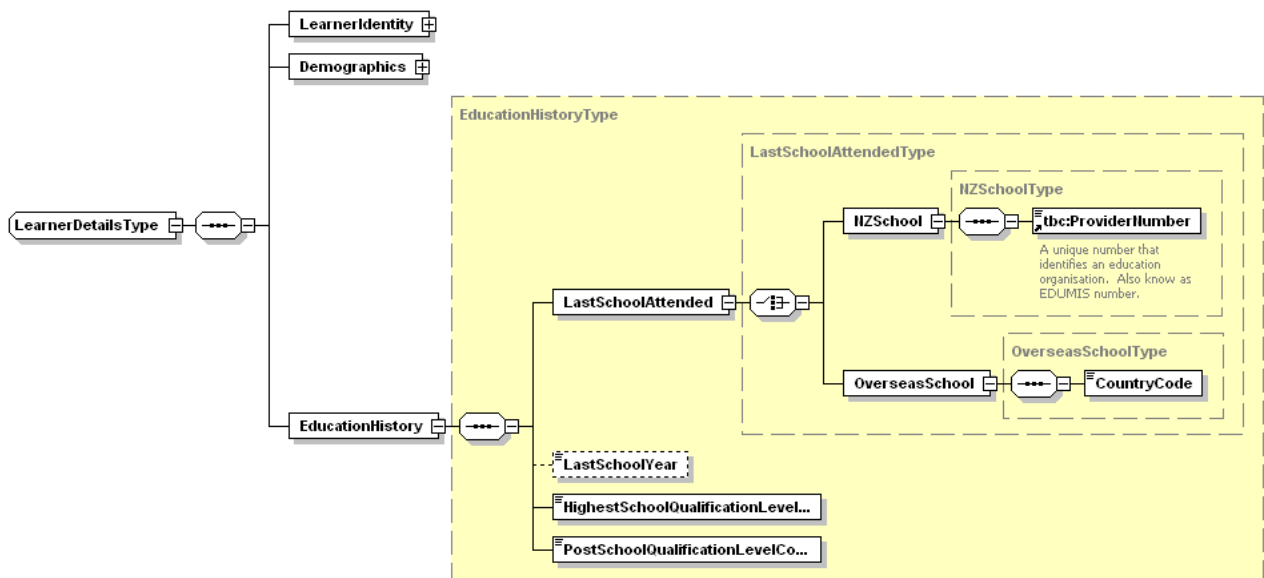 LearnerIdentity
Demographics
EducationHistoryType
LastSchoolAttendedType
NZSchoolType
LearnerDetailsType
NZSchool
tbc:ProviderNumber
A unique number that
identifies an education
organisation. Also know as
EDUMIS number.
LastSchoolAttended
OverseasSchoolType
OverseasSchool
CountryCode
EducationHistory
LastSchoolYear
HighestSchoolQualificationLevel...
PostSchoolQualificationLevelCo...